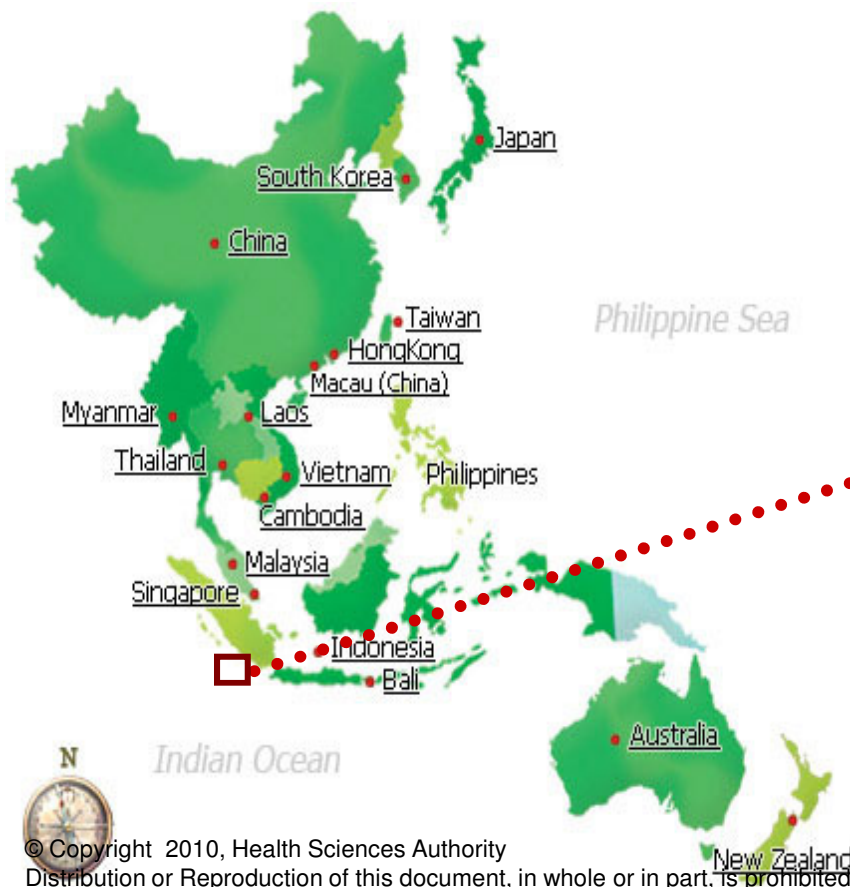 Japan
South Korea
China
Taiwan
Philippine Sea
HongKong
Macau (China)
Myanmar
Laos
Thailand
Vietnam
Philippines
Cambodia
Malaysia
Singapore
Indonesia
Bali
Australia
N
Indian Ocean
© Copyright 2010, Health Sciences Authority
New Zealand
Distribution or Reproduction of this document, in whole or in part, is prohibited